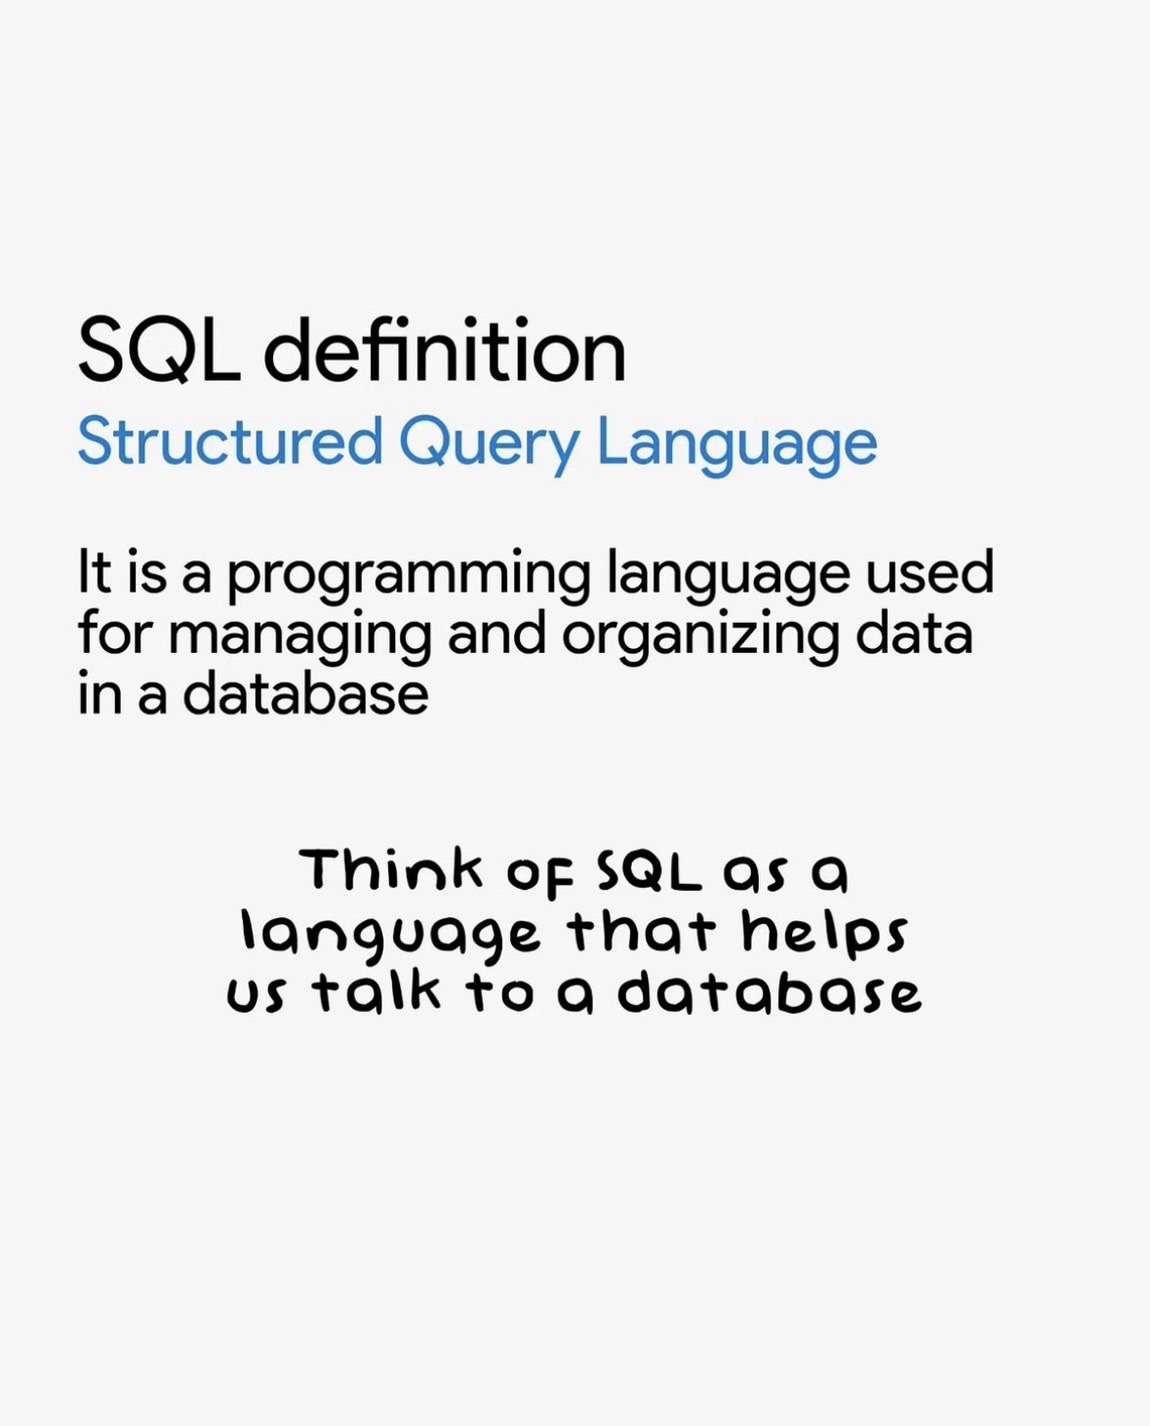 SQL definition
Structured Query Language
It is a programming language used
for managing and organizing data
in a database
Think of SQL as a
language that helps
us talk to a database